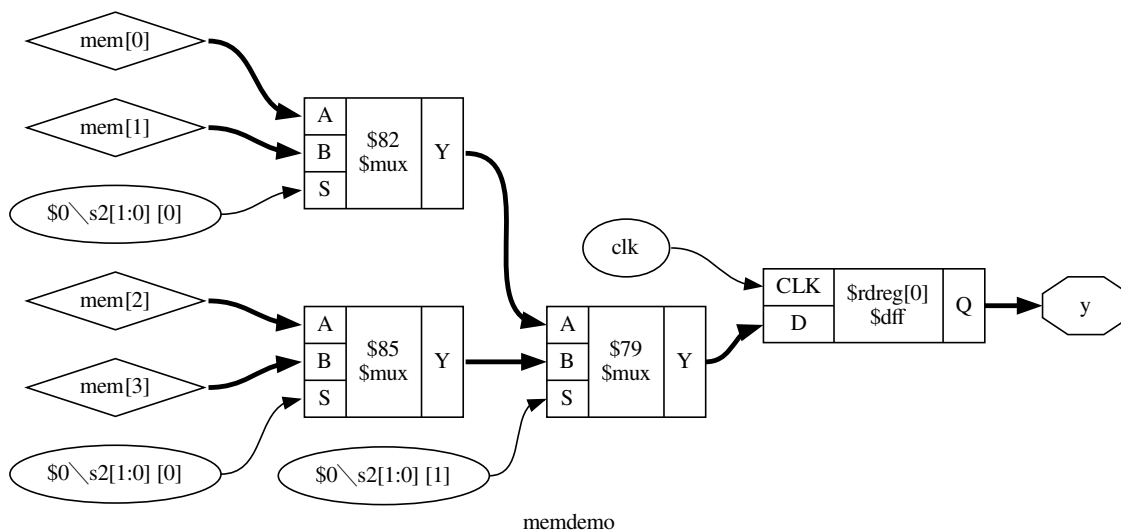 mem[0]
mem[1]
$0\s2[1:0] [0]
A
B
S
$82
$mux
Y
mem[2]
mem[3]
$0\s2[1:0] [0]
A
B
S
$85
$mux
Y
$0\s2[1:0] [1]
A
B
S
$79
$mux
Y
clk
CLK
D
$rdreg[0]
$dff
Q
y
memdemo